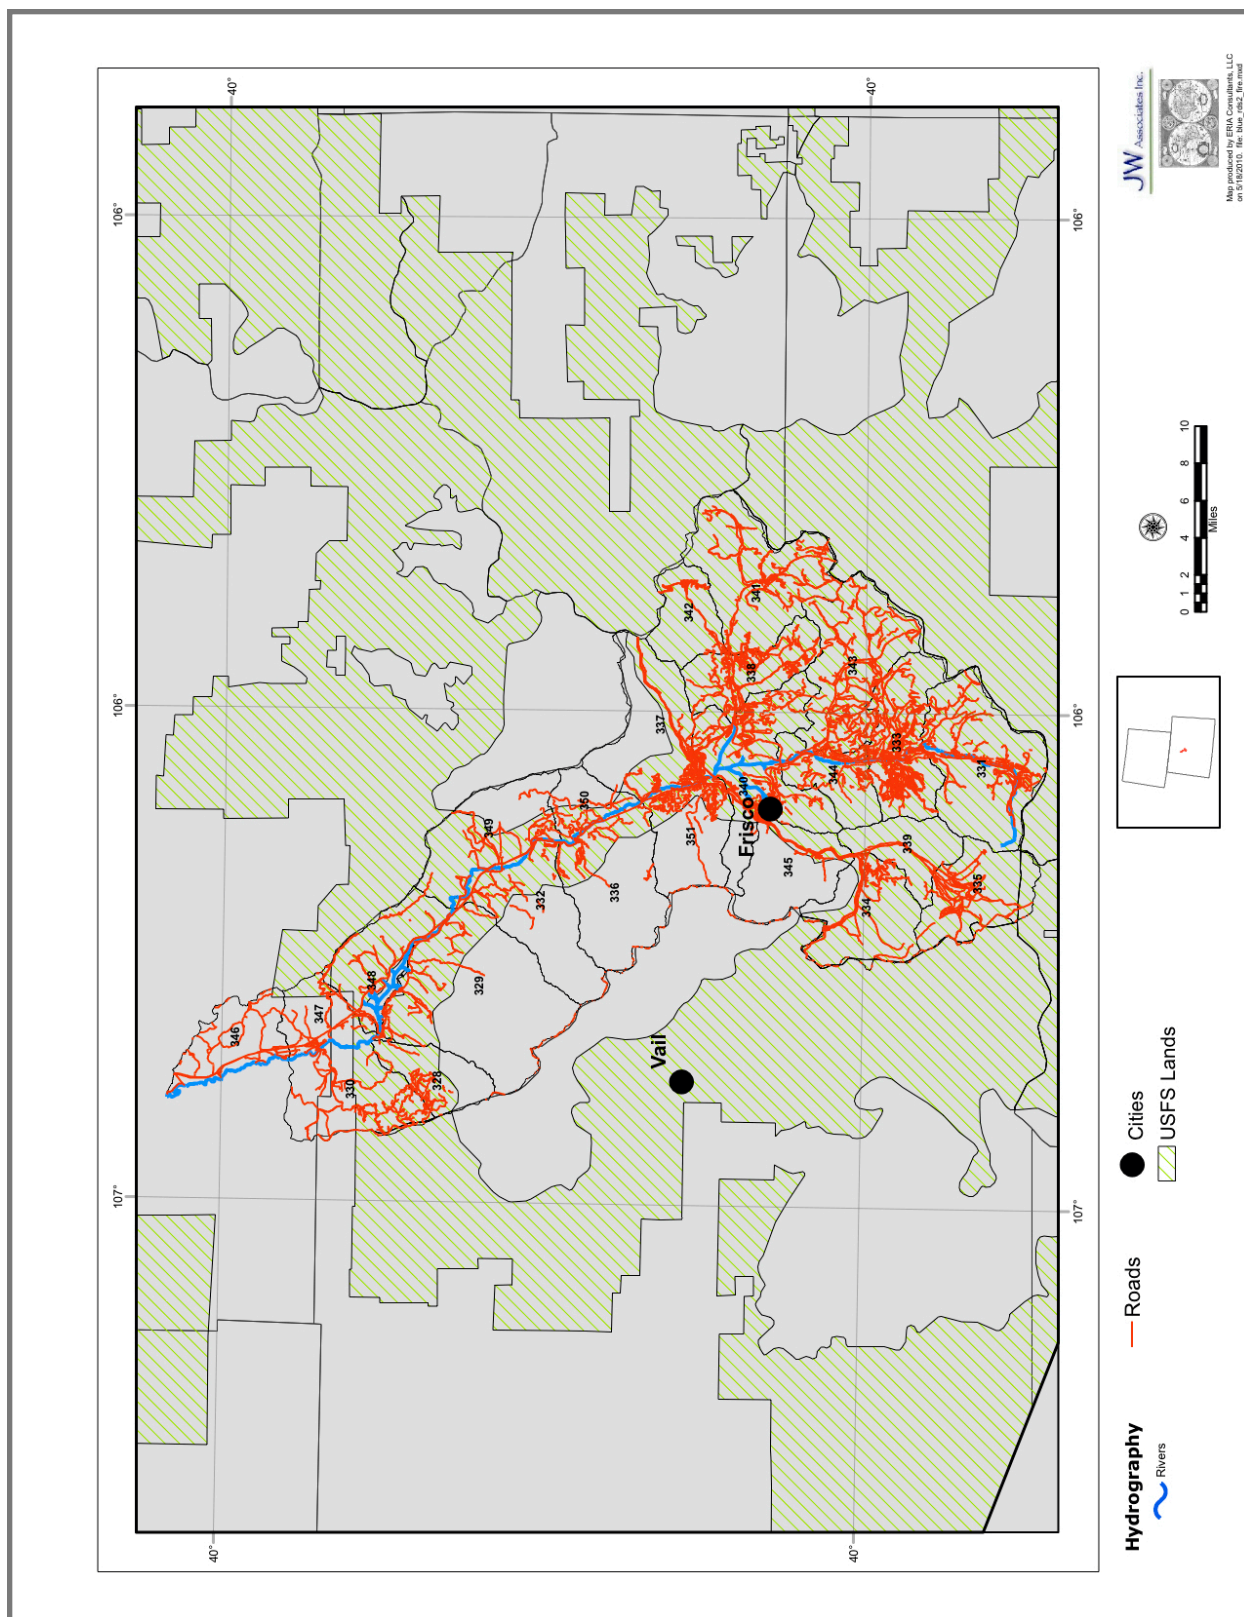 40°
40°
106°
106°
106°
106°
107°
107°
40°
40°
346
347
348
330
328
329
349
332
350
336
351
337
342
341
338
343
340
Frisco
345
344
333
331
339
334
335
Vail
JW Associates Inc.
Map produced by ERIA Consultants, LLC
on 5/18/2010. file: blue_rds2_fire.mxd
0 1 2 4 6 8 10
Miles
Hydrography
Rivers
Roads
Cities
USFS Lands